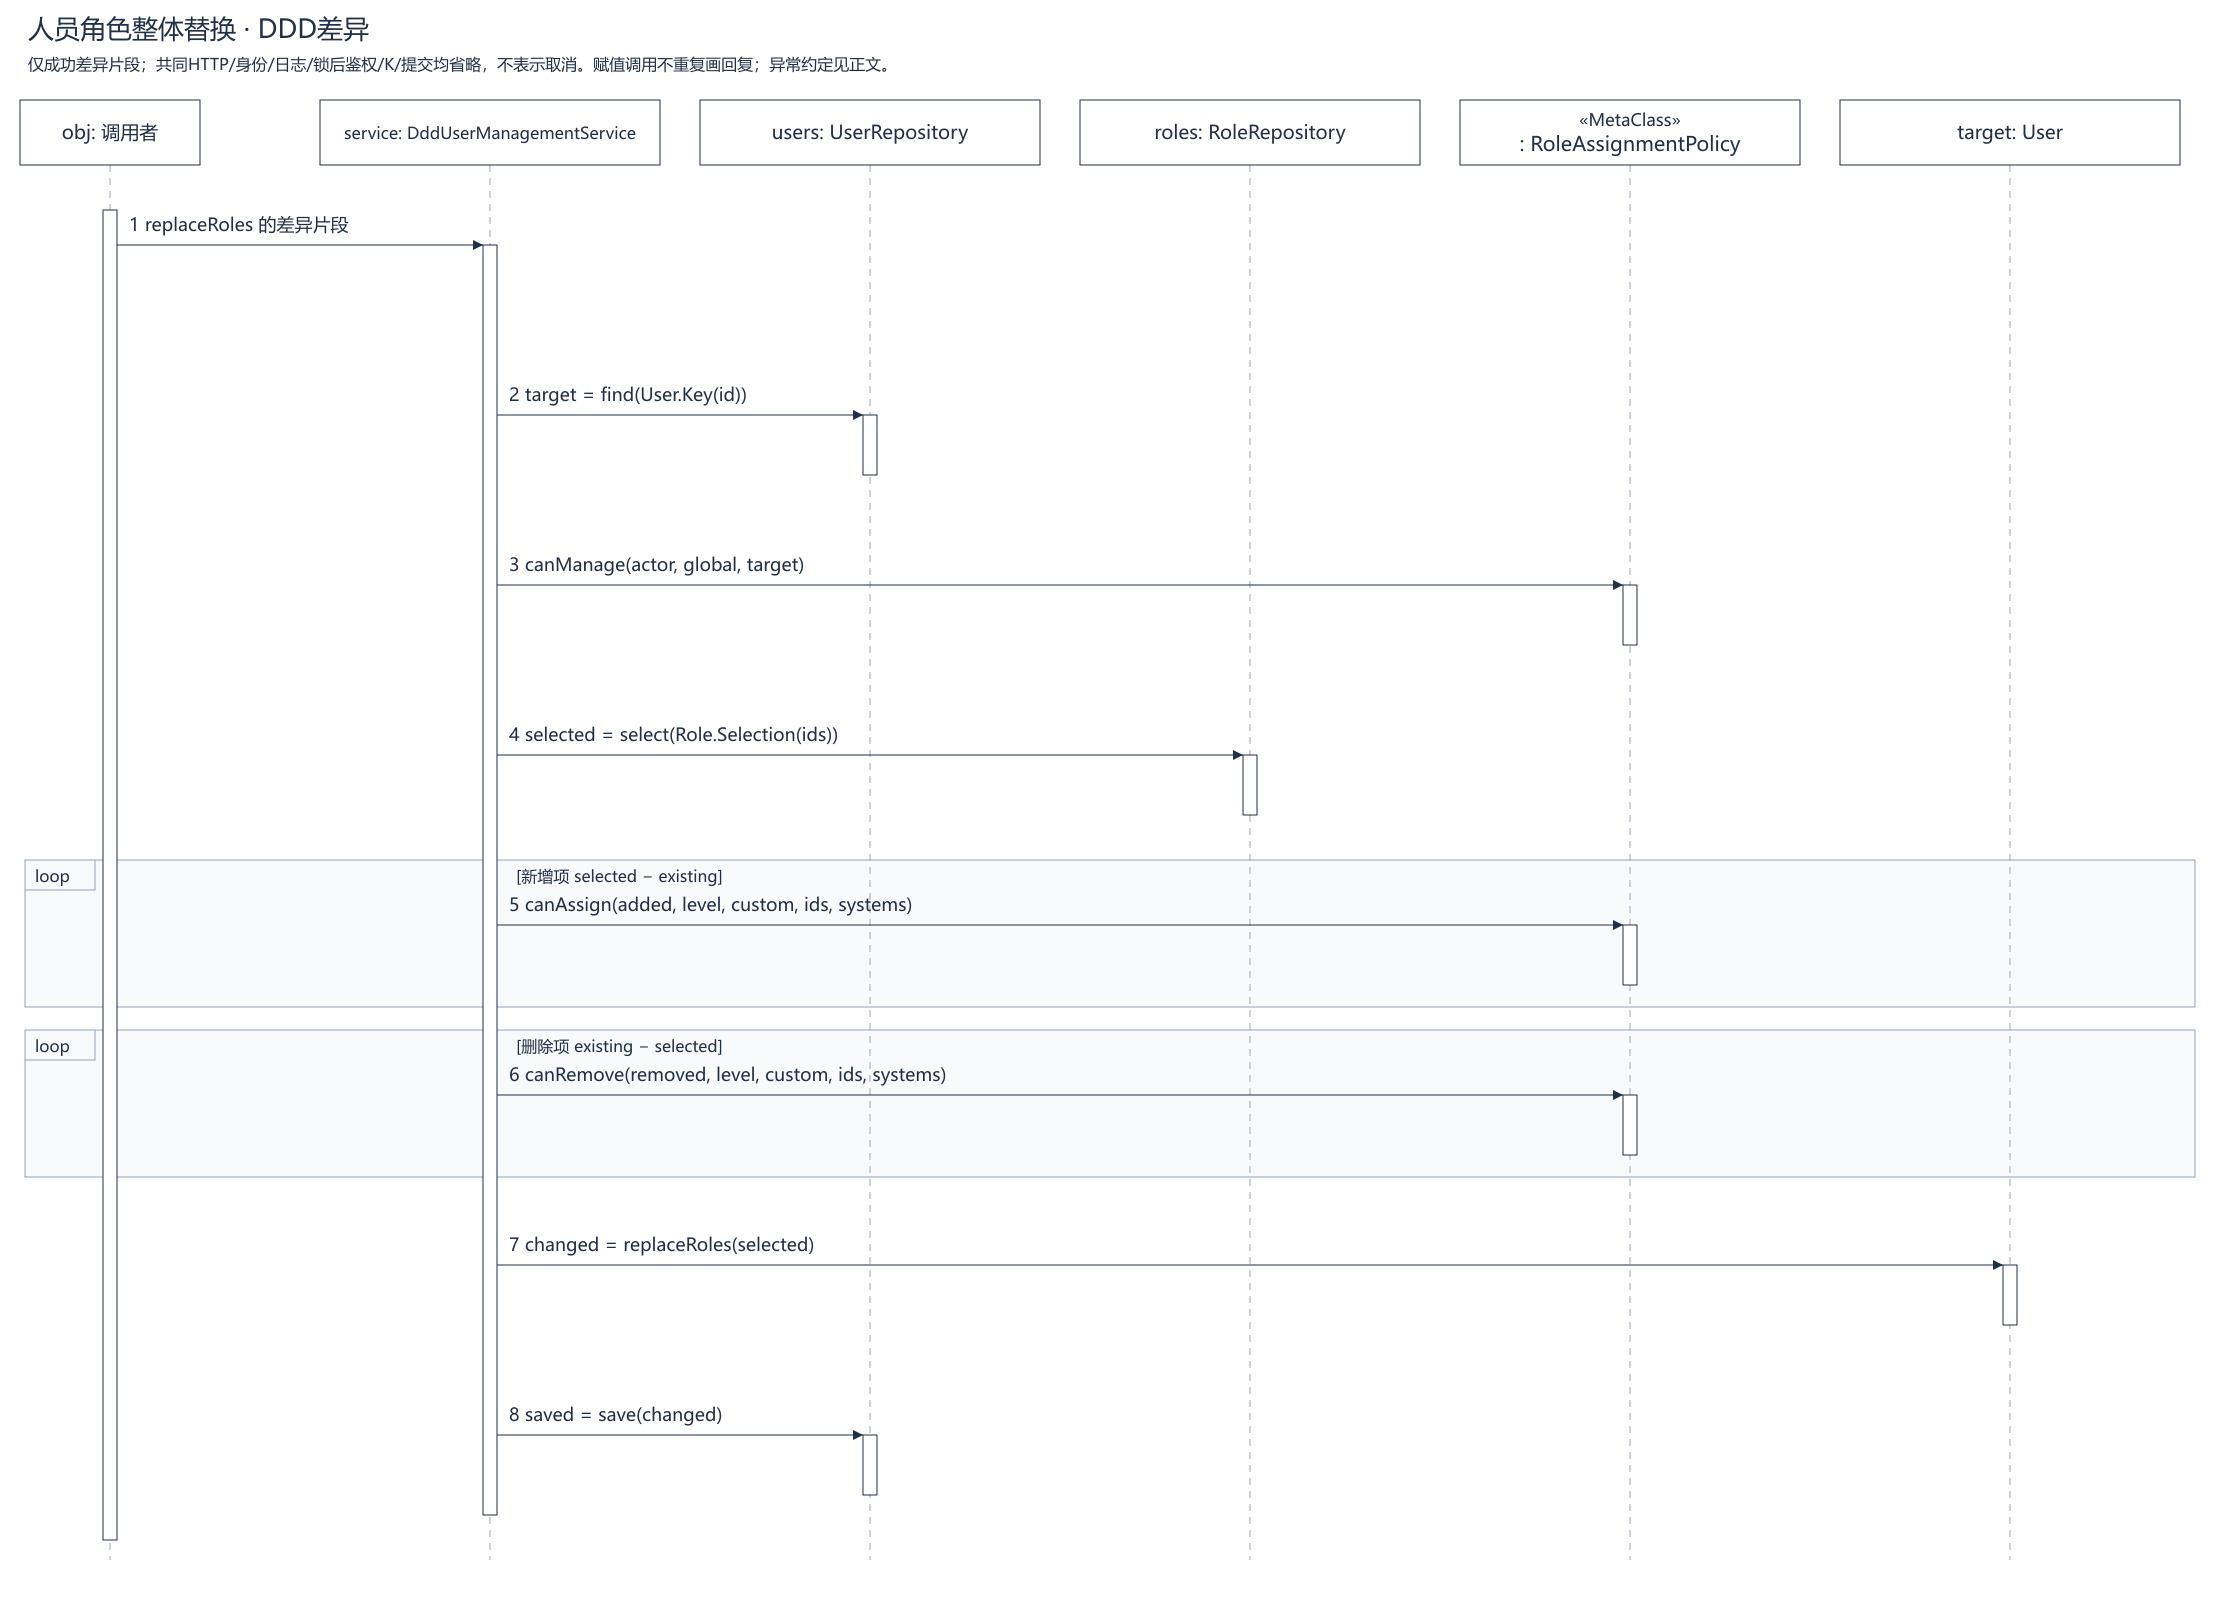 人员角色整体替换 · DDD差异
仅成功差异片段；共同HTTP/身份/日志/锁后鉴权/K/提交均省略，不表示取消。赋值调用不重复画回复；异常约定见正文。
obj: 调用者
service: DddUserManagementService
users: UserRepository
roles: RoleRepository
«MetaClass»
: RoleAssignmentPolicy
target: User
1 replaceRoles 的差异片段
2 target = find(User.Key(id))
3 canManage(actor, global, target)
4 selected = select(Role.Selection(ids))
loop
[新增项 selected − existing]
5 canAssign(added, level, custom, ids, systems)
loop
[删除项 existing − selected]
6 canRemove(removed, level, custom, ids, systems)
7 changed = replaceRoles(selected)
8 saved = save(changed)